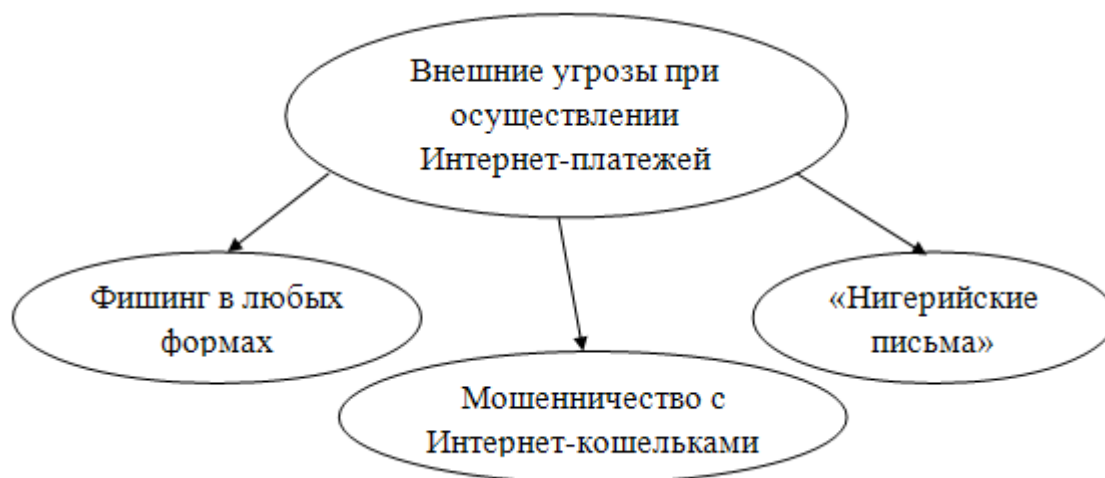 Внешние угрозы при
осуществлении
Интернет-платежей
Фишинг в любых
формах
«Нигерийские
письма»
Мошенничество с
Интернет-кошельками